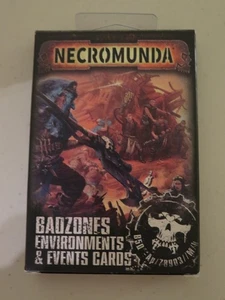 NECROMUNDA
BADZONES
ENVIRONMENTS
& EVENTS CARDS